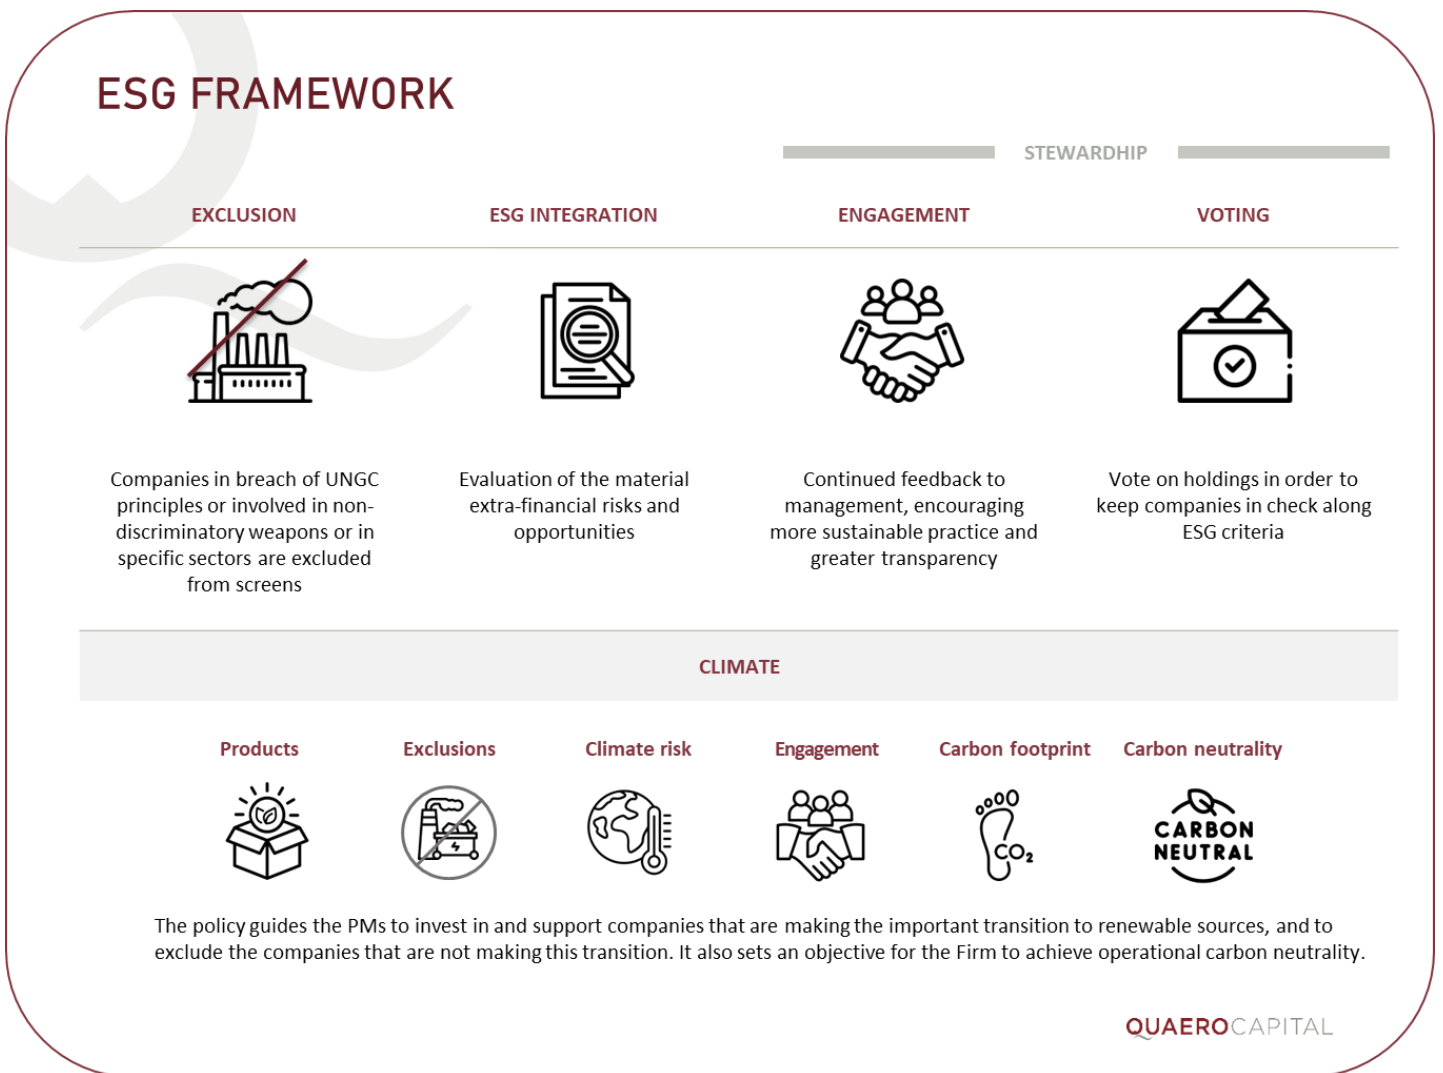 ESG FRAMEWORK
STEWARDHIP
EXCLUSION
ESG INTEGRATION
ENGAGEMENT
VOTING
Companies in breach of UNGC
principles or involved in non-
discriminatory weapons or in
specific sectors are excluded
from screens
Evaluation of the material
extra-financial risks and
opportunities
Continued feedback to
management, encouraging
more sustainable practice and
greater transparency
Vote on holdings in order to
keep companies in check along
ESG criteria
CLIMATE
Products
Exclusions
Climate risk
Engagement
Carbon footprint
Carbon neutrality
CO₂
CARBON
NEUTRAL
The policy guides the PMs to invest in and support companies that are making the important transition to renewable sources, and to
exclude the companies that are not making this transition. It also sets an objective for the Firm to achieve operational carbon neutrality.
QUAEROCAPITAL